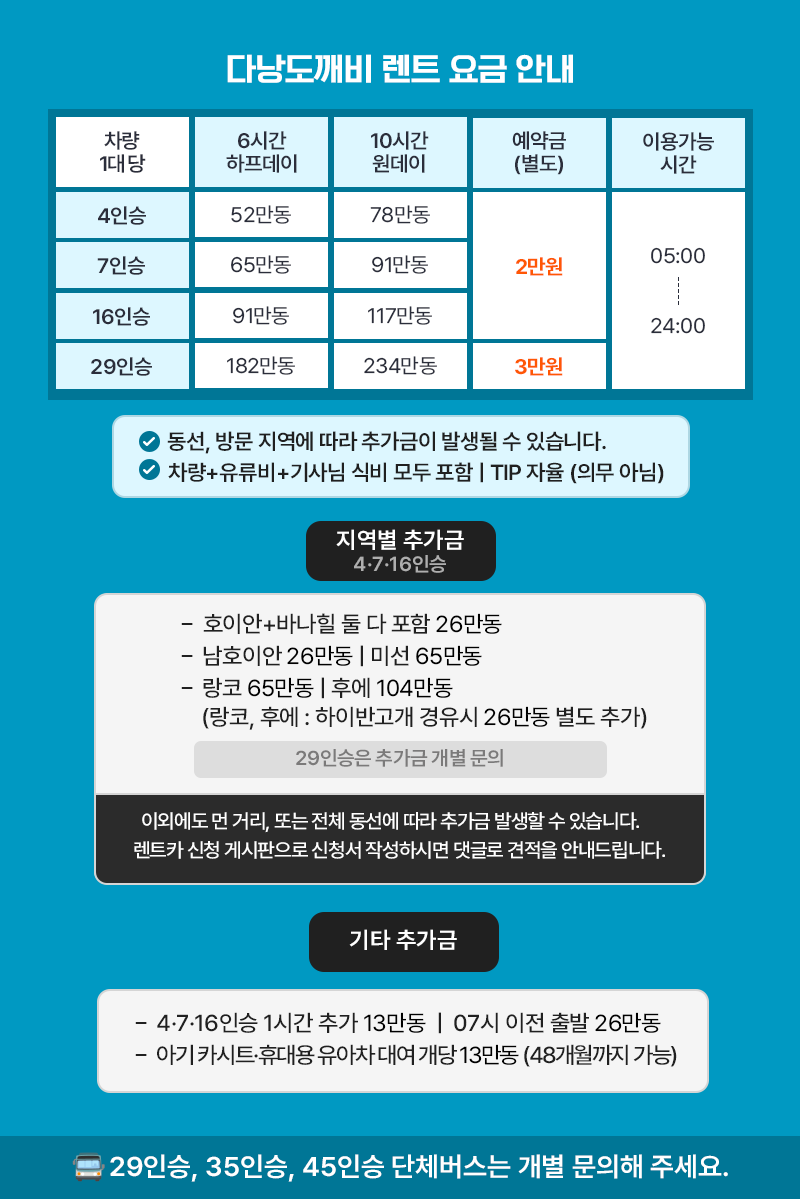 다낭도깨비 렌트 요금 안내
차량
1대당
6시간
하프데이
10시간
원데이
예약금
(별도)
이용가능
시간
4인승
52만동
78만동
7인승
65만동
91만동
16인승
91만동
117만동
29인승
182만동
234만동
2만원
3만원
05:00
24:00
동선, 방문 지역에 따라 추가금이 발생될 수 있습니다.
차량+유류비+기사님 식비 모두 포함 | TIP 자율 (의무 아님)
지역별 추가금
4·7·16인승
– 호이안+바나힐 둘 다 포함 26만동
– 남호이안 26만동 | 미선 65만동
– 랑코 65만동 | 후에 104만동
(랑코, 후에 : 하이반고개 경유시 26만동 별도 추가)
29인승은 추가금 개별 문의
이외에도 먼 거리, 또는 전체 동선에 따라 추가금 발생할 수 있습니다.
렌트카 신청 게시판으로 신청서 작성하시면 댓글로 견적을 안내드립니다.
기타 추가금
– 4·7·16인승 1시간 추가 13만동 | 07시 이전 출발 26만동
– 아기 카시트·휴대용 유아차 대여 개당 13만동 (48개월까지 가능)
29인승, 35인승, 45인승 단체버스는 개별 문의해 주세요.